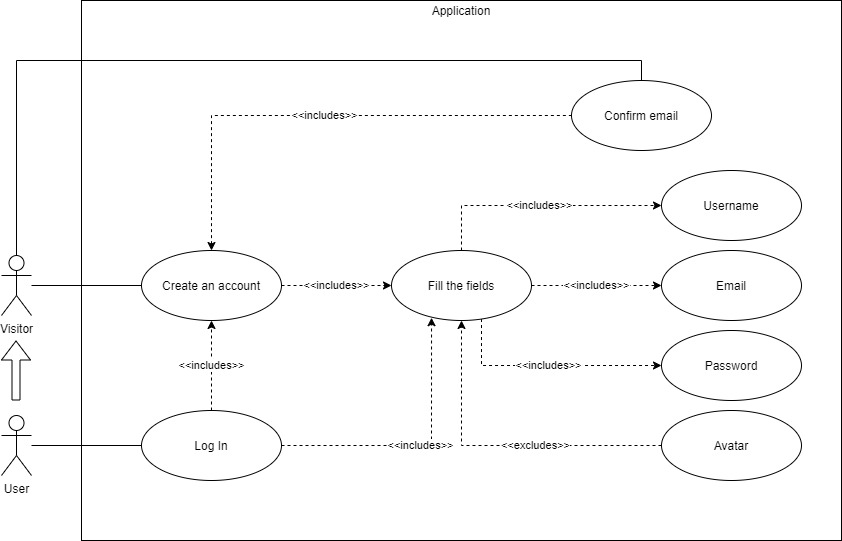 Application
Confirm email
<<includes>>
Username
<<includes>>
Create an account
<<includes>>
Fill the fields
<<includes>>
Email
Visitor
<<includes>>
<<includes>>
Password
Log In
<<includes>>
<<excludes>>
Avatar
User